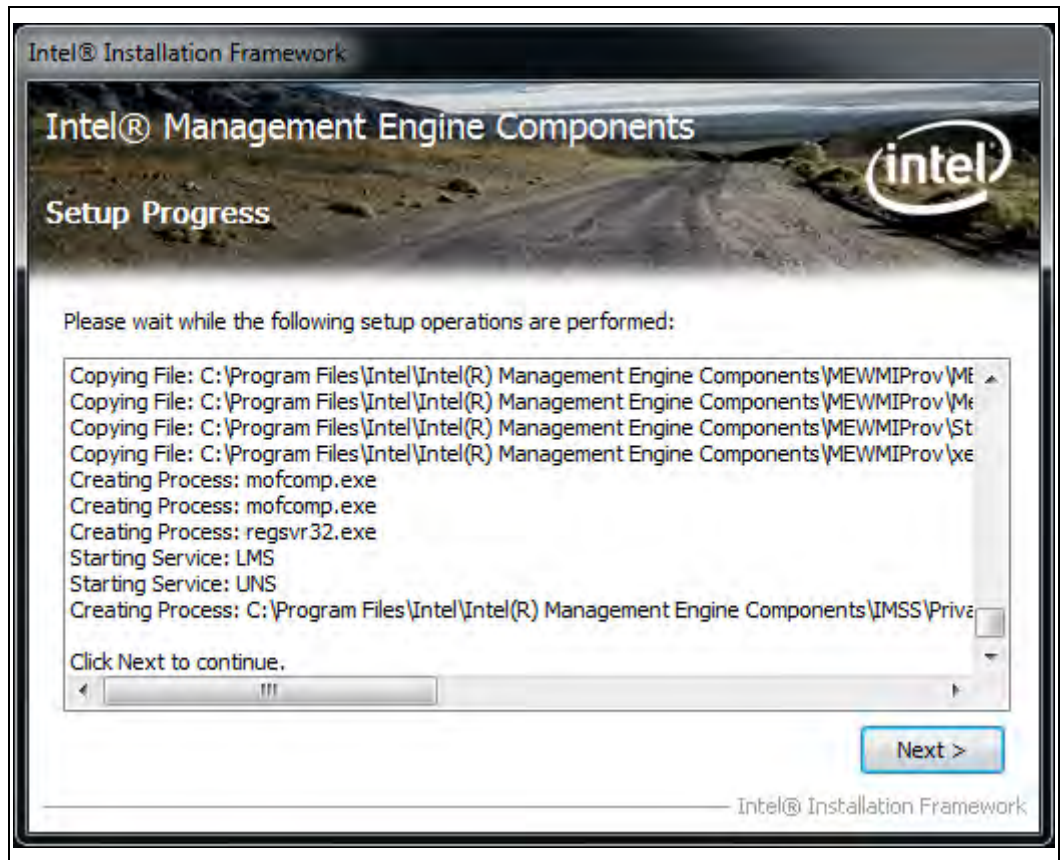 Intel® Installation Framework
Intel® Management Engine Components
intel
Setup Progress
Please wait while the following setup operations are performed:
Copying File: C:\Program Files\Intel\Intel(R) Management Engine Components\MEWMIProv\ME
Copying File: C:\Program Files\Intel\Intel(R) Management Engine Components\MEWMIProv\Me
Copying File: C:\Program Files\Intel\Intel(R) Management Engine Components\MEWMIProv\St
Copying File: C:\Program Files\Intel\Intel(R) Management Engine Components\MEWMIProv\xe
Creating Process: mofcomp.exe
Creating Process: mofcomp.exe
Creating Process: regsvr32.exe
Starting Service: LMS
Starting Service: UNS
Creating Process: C:\Program Files\Intel\Intel(R) Management Engine Components\IMSS\Priva
Click Next to continue.
Next >
Intel® Installation Framework